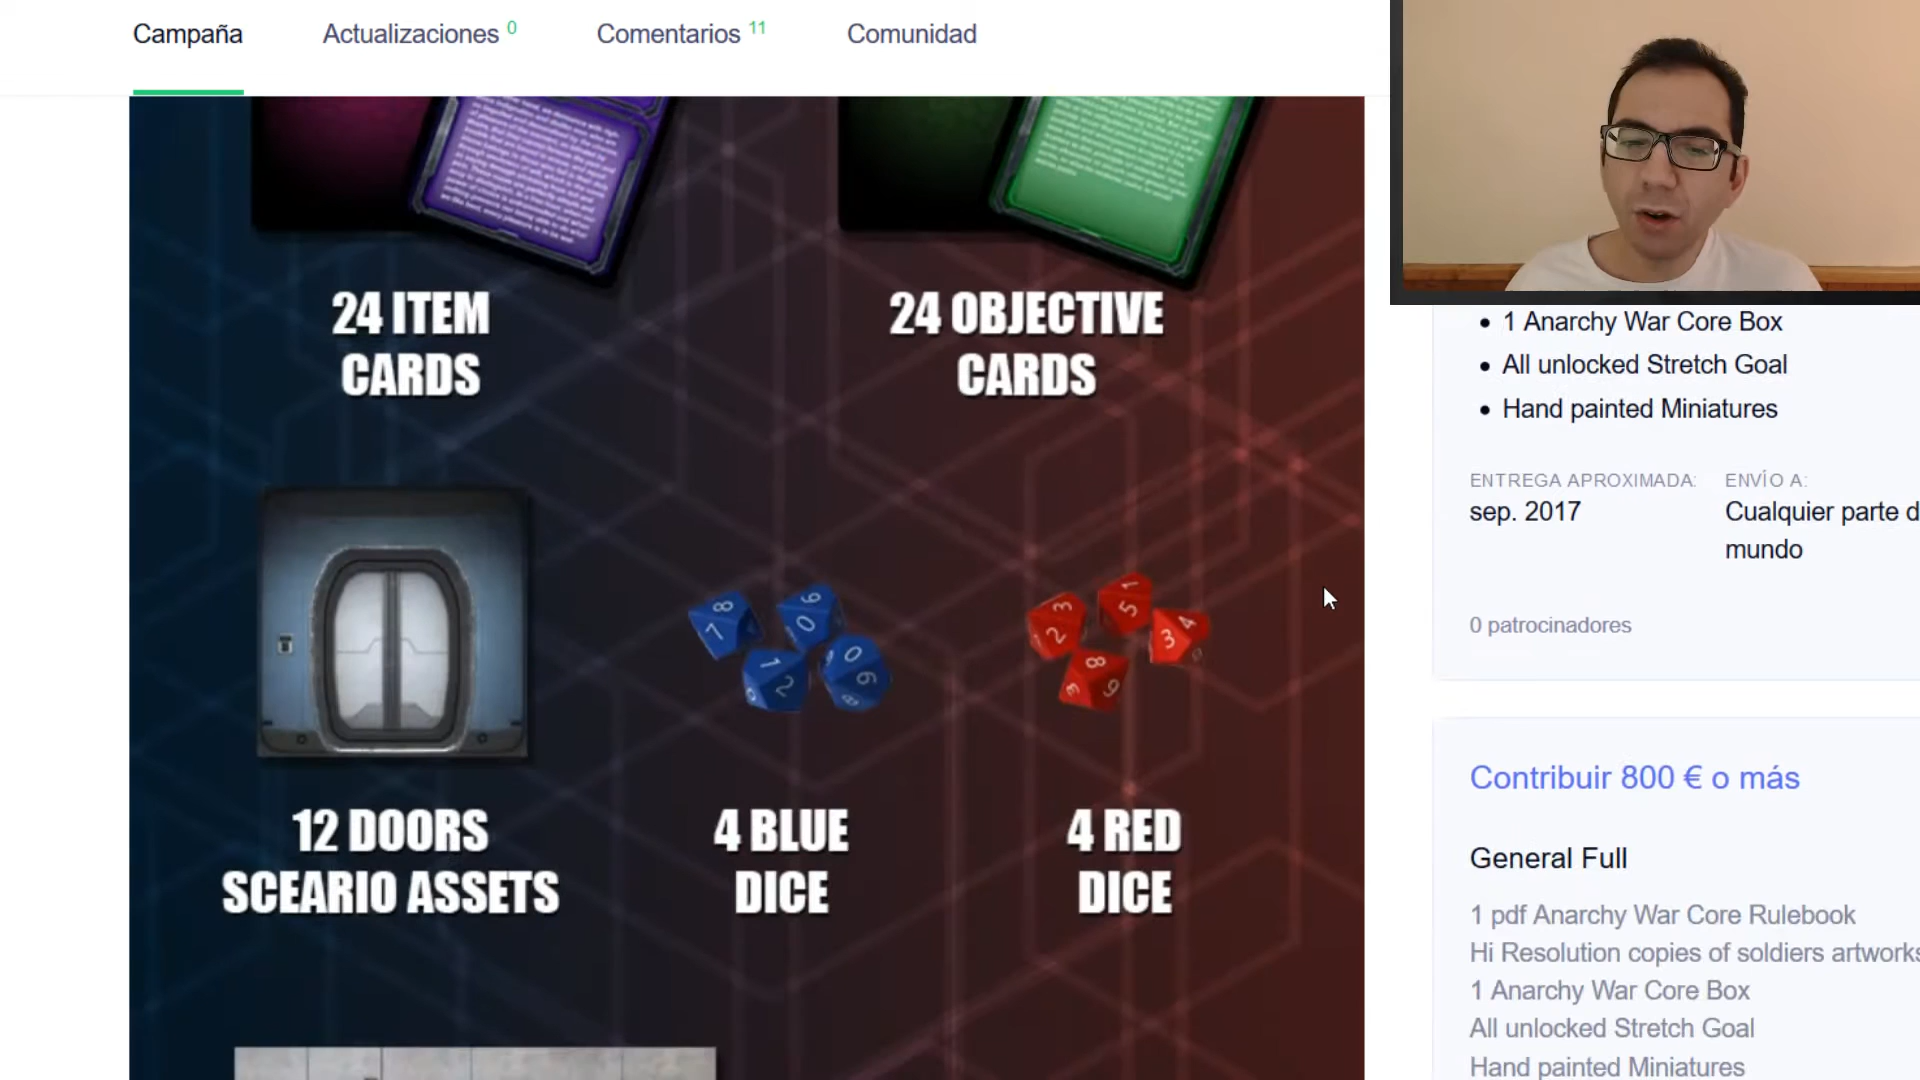 Campaña
Actualizaciones 0
Comentarios 11
Comunidad
24 ITEM
CARDS
24 OBJECTIVE
CARDS
12 DOORS
SCEARIO ASSETS
4 BLUE
DICE
4 RED
DICE
1 Anarchy War Core Box
All unlocked Stretch Goal
Hand painted Miniatures
ENTREGA APROXIMADA:
sep. 2017
ENVÍO A:
Cualquier parte d
mundo
0 patrocinadores
Contribuir 800 € o más
General Full
1 pdf Anarchy War Core Rulebook
Hi Resolution copies of soldiers artworks
1 Anarchy War Core Box
All unlocked Stretch Goal
Hand painted Miniatures